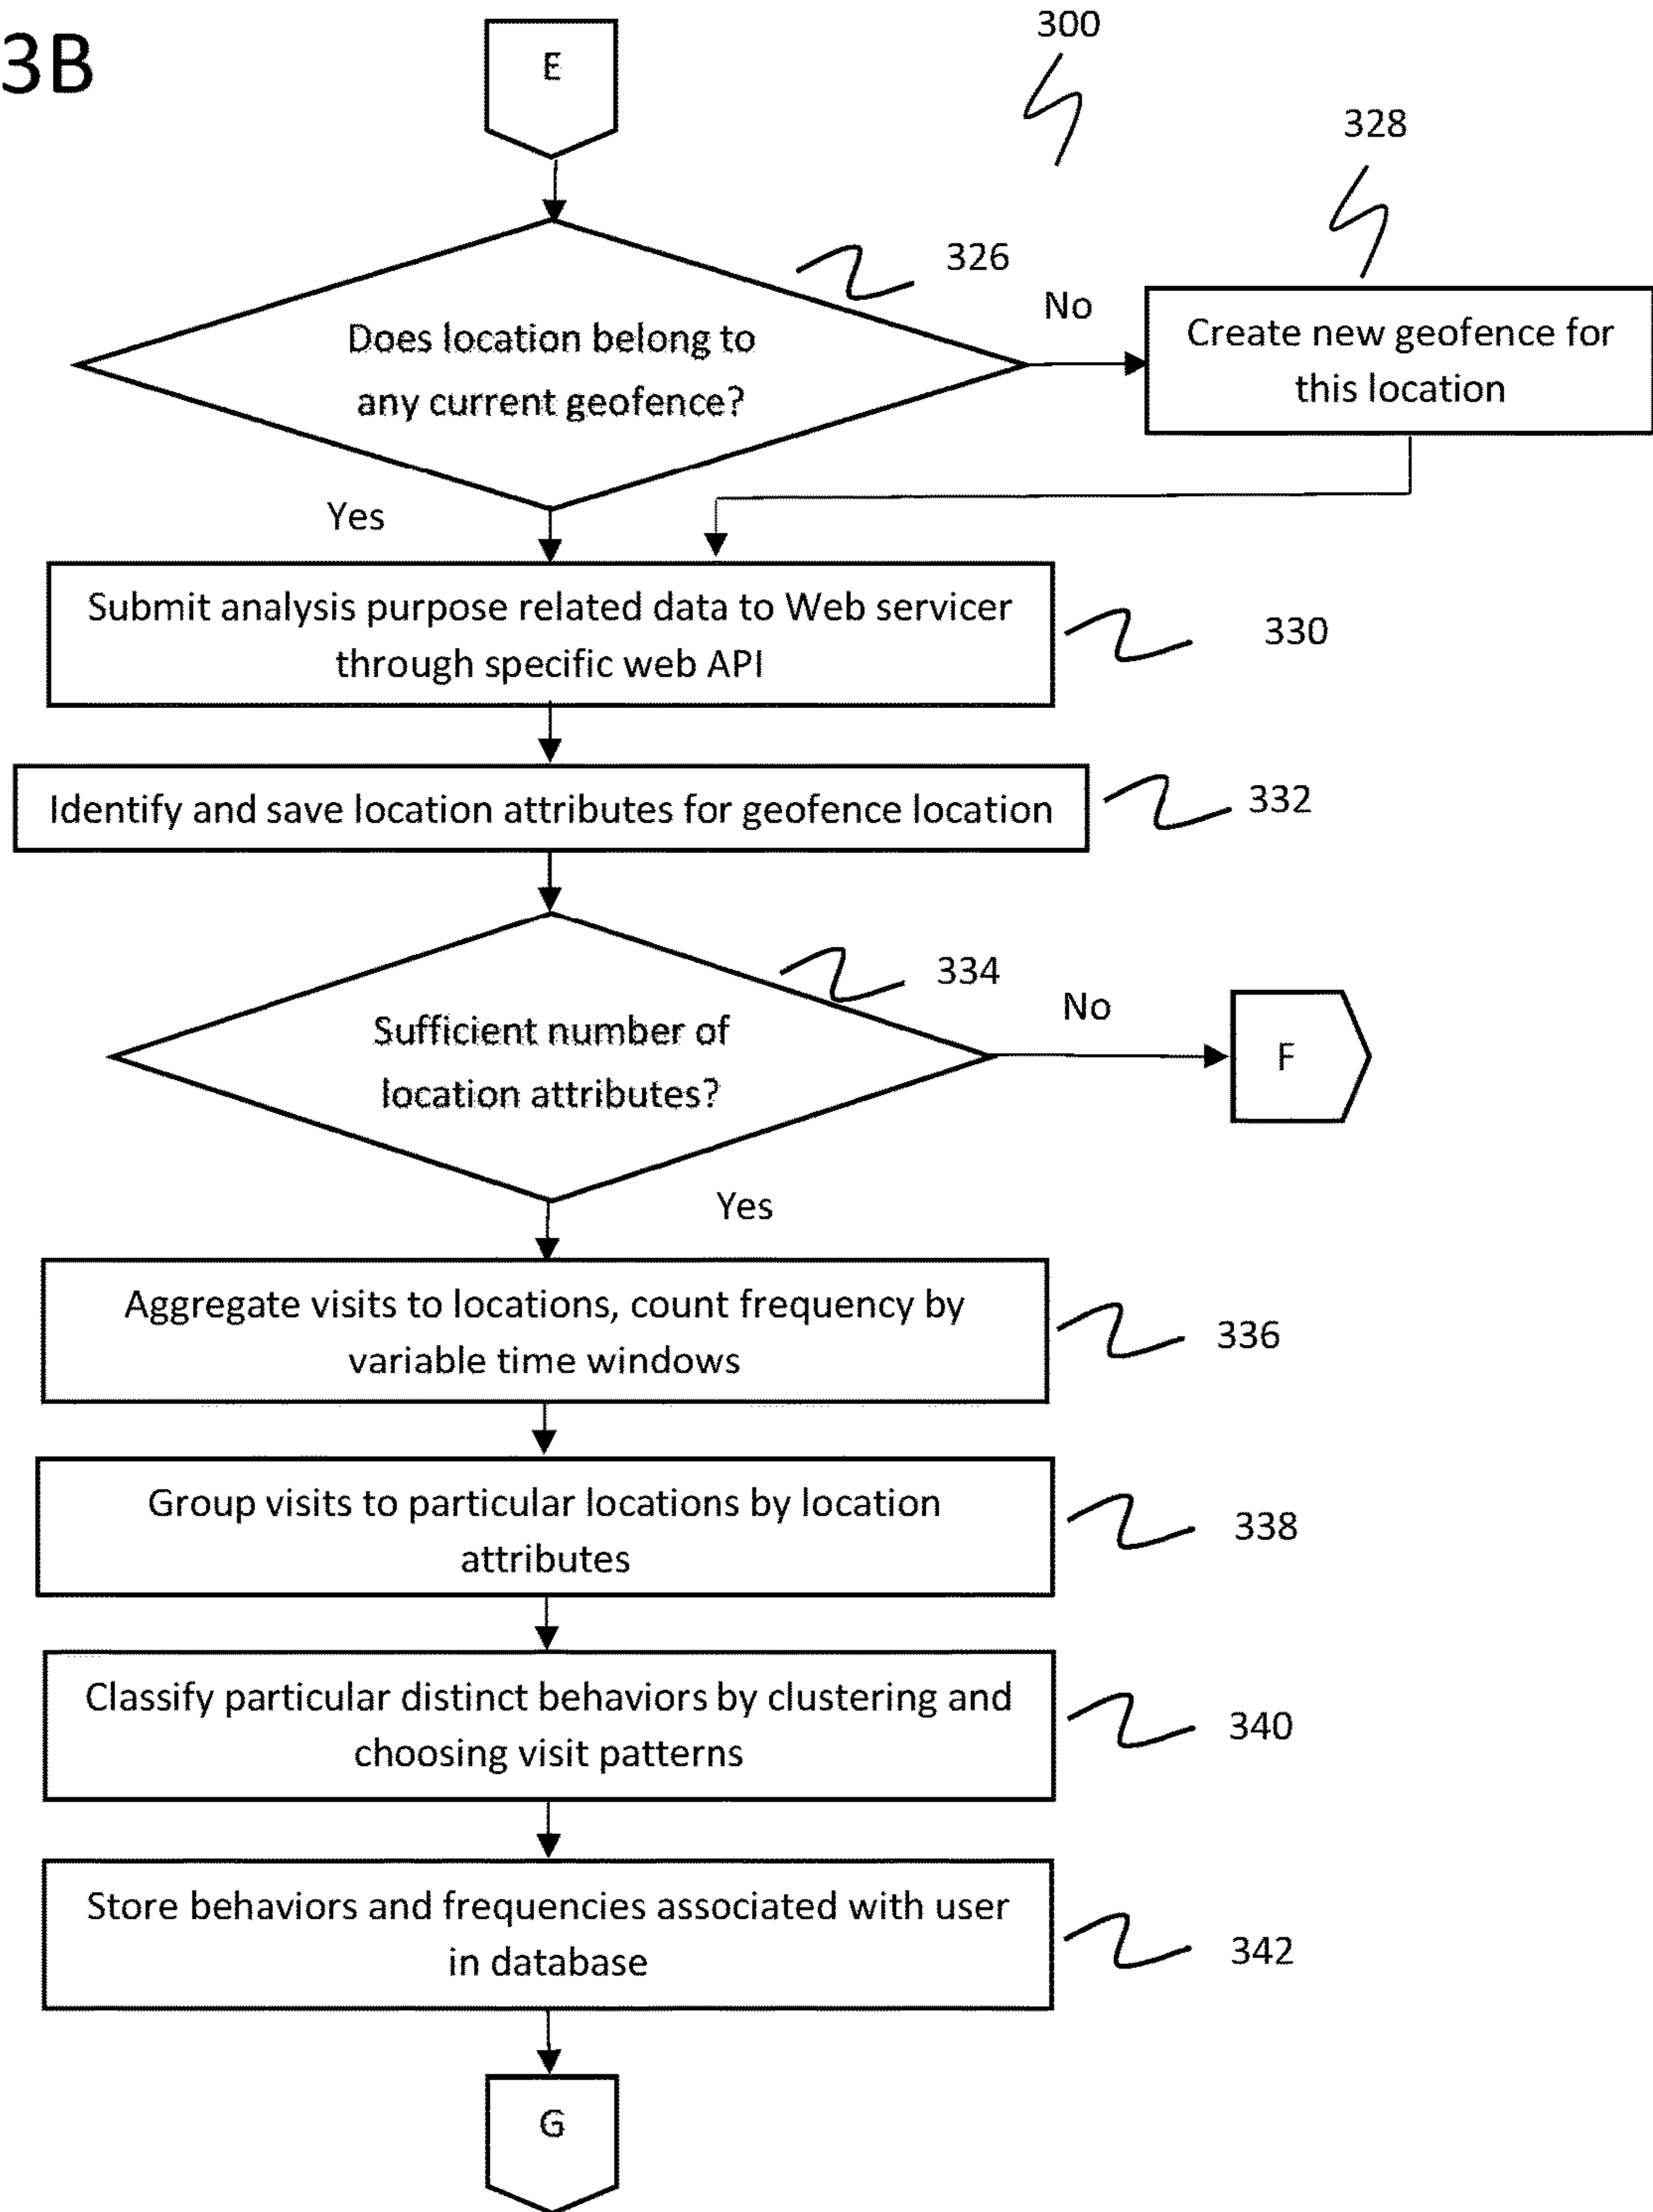 3B
E
300
328
326
No
Does location belong to
any current geofence?
Create new geofence for
this location
Yes
Submit analysis purpose related data to Web servicer
through specific web API
330
Identify and save location attributes for geofence location
332
334
No
Sufficient number of
location attributes?
F
Yes
Aggregate visits to locations, count frequency by
variable time windows
336
Group visits to particular locations by location
attributes
338
Classify particular distinct behaviors by clustering and
choosing visit patterns
340
Store behaviors and frequencies associated with user
in database
342
G